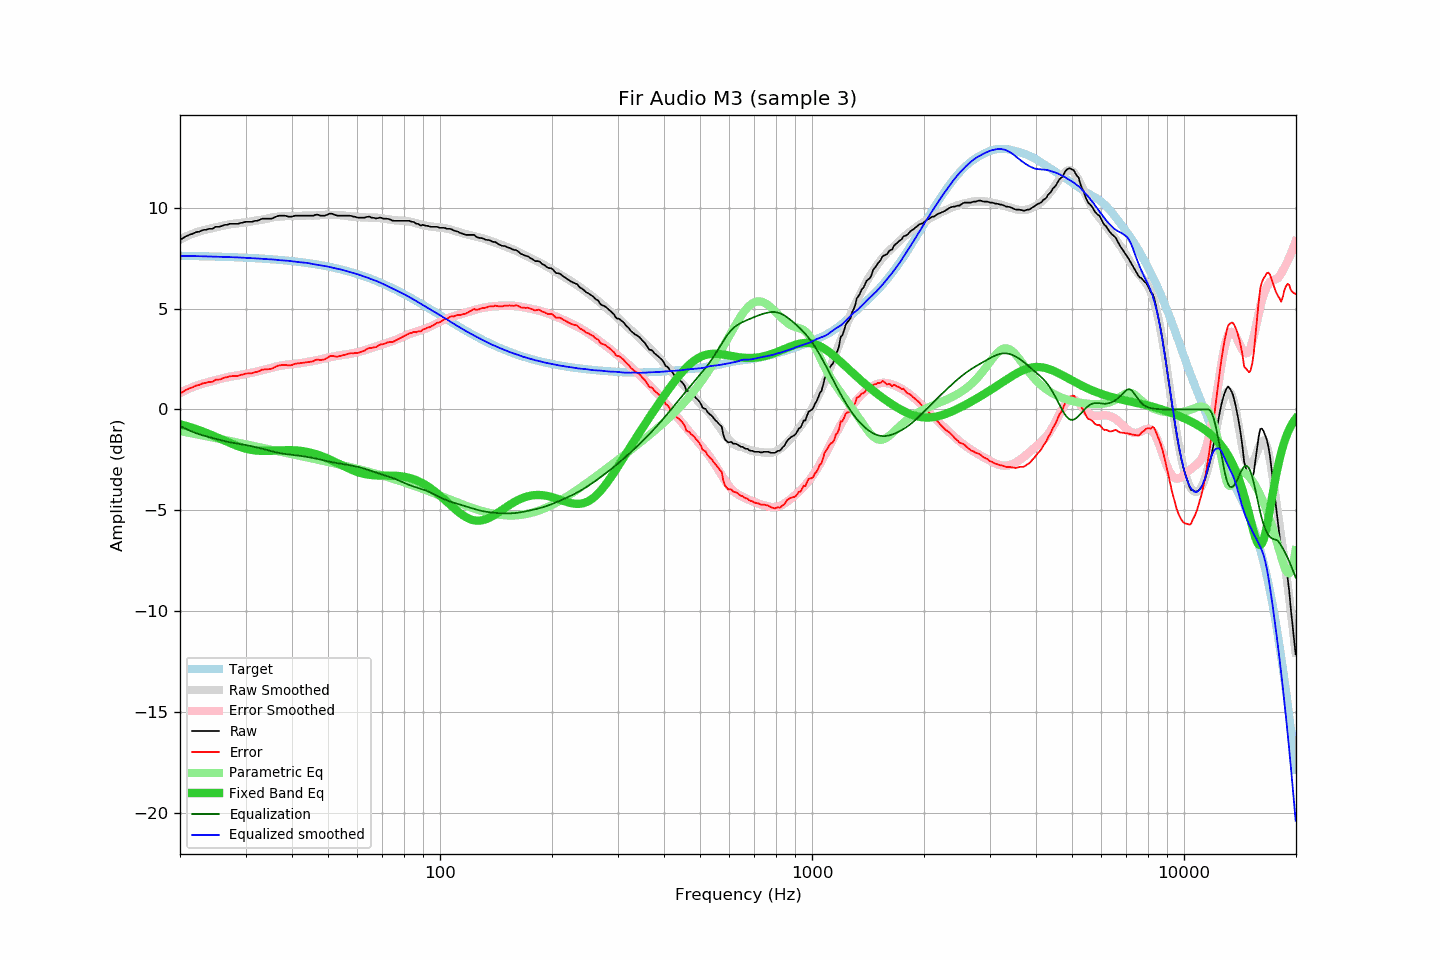 Fir Audio M3 (sample 3)
Amplitude (dBr)
10
5
0
−5
−10
−15
−20
Target
Raw Smoothed
Error Smoothed
Raw
Error
Parametric Eq
Fixed Band Eq
Equalization
Equalized smoothed
100
1000
10000
Frequency (Hz)